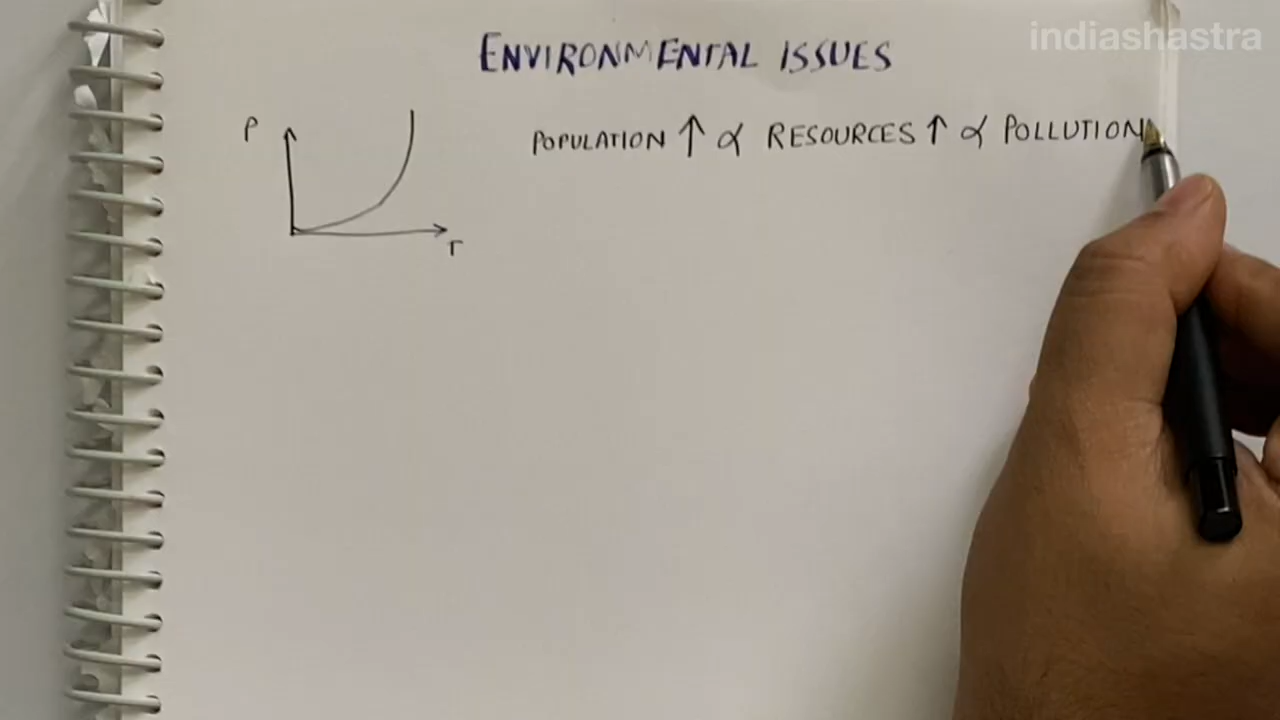 indiashastra
ENVIRONMENTAL ISSUES
P
POPULATION ↑ ∝ RESOURCES ↑ ∝ POLLUTION
T